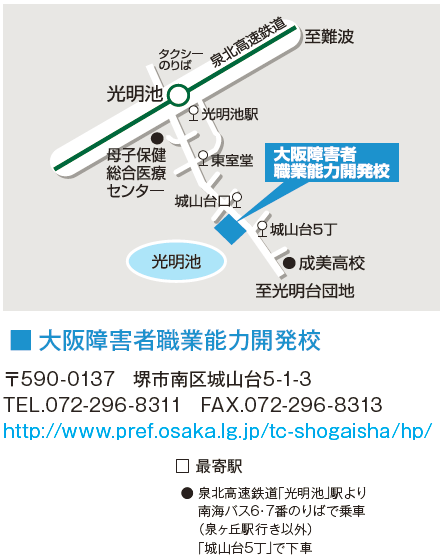 タクシー
のりば
泉北高速鉄道
至難波
光明池
光明池駅
母子保健
総合医療
センター
東室堂
大阪障害者
職業能力開発校
城山台口
城山台5丁
光明池
成美高校
至光明台団地
■ 大阪障害者職業能力開発校
〒590-0137　堺市南区城山台5-1-3
TEL.072-296-8311　FAX.072-296-8313
http://www.pref.osaka.lg.jp/tc-shogaisha/hp/
□ 最寄駅
● 泉北高速鉄道「光明池」駅より
南海バス6・7番のりばで乗車
（泉ヶ丘駅行き以外）
「城山台5丁」で下車